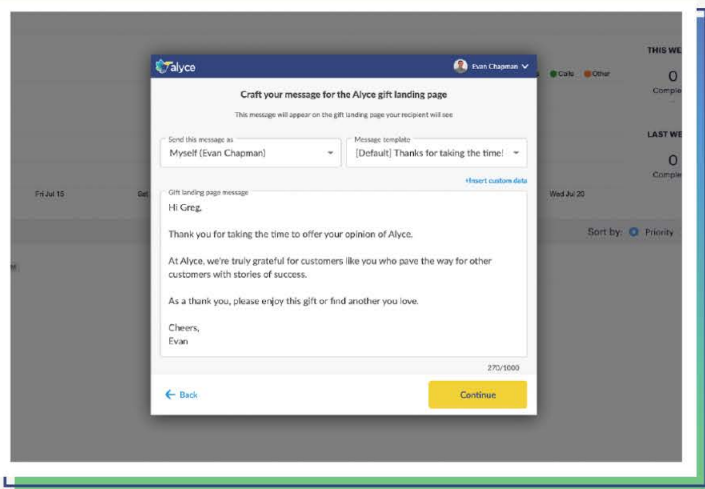 alyce
Evan Chapman
Craft your message for the Alyce gift landing page
This message will appear on the gift landing page your recipient will see
Send this message as
Myself (Evan Chapman)
Message template
[Default] Thanks for taking the time!
+Insert custom data
Gift landing page message
Hi Greg,
Thank you for taking the time to offer your opinion of Alyce.
At Alyce, we're truly grateful for customers like you who pave the way for other
customers with stories of success.
As a thank you, please enjoy this gift or find another you love.
Cheers,
Evan
270/1000
Back
Continue
Fri Jul 15
Calls
Other
Wed Jul 20
THIS WE
0
Comple
LAST WE
0
Comple
Sort by:
Priority